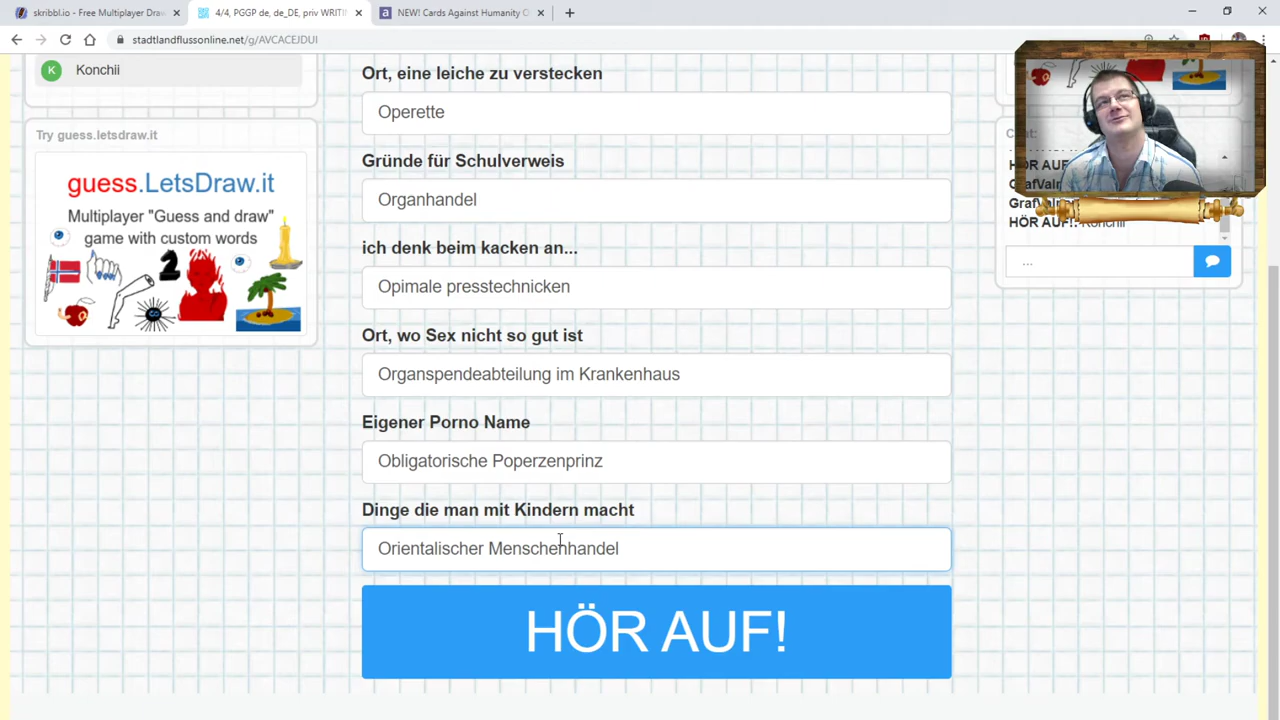 skribbl.io - Free Multiplayer Draw
4/4, PGGP de, de_DE, priv WRITI
NEW! Cards Against Humanity O
stadtlandflussonline.net/g/AVCACEJDUI
K Konchii
Try guess.letsdraw.it
guess.LetsDraw.it
Multiplayer "Guess and draw"
game with custom words
Ort, eine leiche zu verstecken
Operette
Gründe für Schulverweis
Organhandel
ich denk beim kacken an...
Opimale presstechnicken
Ort, wo Sex nicht so gut ist
Organspendeabteilung im Krankenhaus
Eigener Porno Name
Obligatorische Poperzenprinz
Dinge die man mit Kindern macht
Orientalischer Menschenhandel
HÖR AUF!
HÖR AUF
HÖR AUF!: Konchii
...